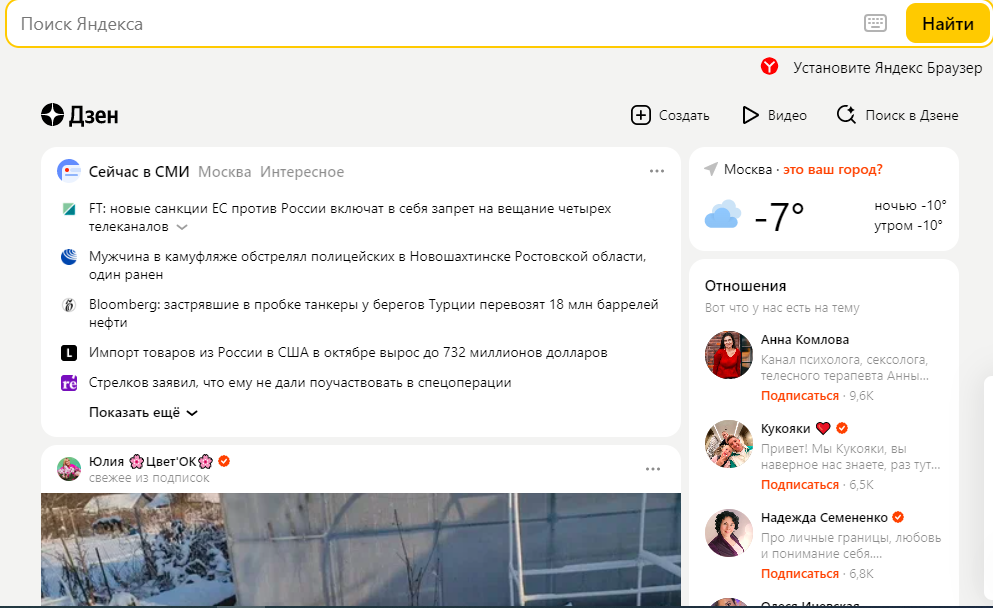 Поиск Яндекса
Найти
Установите Яндекс Браузер
Дзен
Создать
Видео
Поиск в Дзене
Сейчас в СМИ Москва Интересное
FT: новые санкции ЕС против России включат в себя запрет на вещание четырех
телеканалов
Мужчина в камуфляже обстрелял полицейских в Новошахтинске Ростовской области,
один ранен
Bloomberg: застрявшие в пробке танкеры у берегов Турции перевозят 18 млн баррелей
нефти
L
Импорт товаров из России в США в октябре вырос до 732 миллионов долларов
re
Стрелков заявил, что ему не дали поучаствовать в спецоперации
Показать ещё
Юлия 🌸Цвет'ОК🌸
свежее из подписок
Москва · это ваш город?
-7°
ночью -10°
утром -10°
Отношения
Вот что у нас есть на тему
Анна Комлова
Канал психолога, сексолога,
телесного терапевта Анны...
Подписаться · 9,6K
Кукояки ❤
Привет! Мы Кукояки, вы
наверное нас знаете, раз тут...
Подписаться · 6,5K
Надежда Семененко
Про личные границы, любовь
и понимание себя....
Подписаться · 6,8K